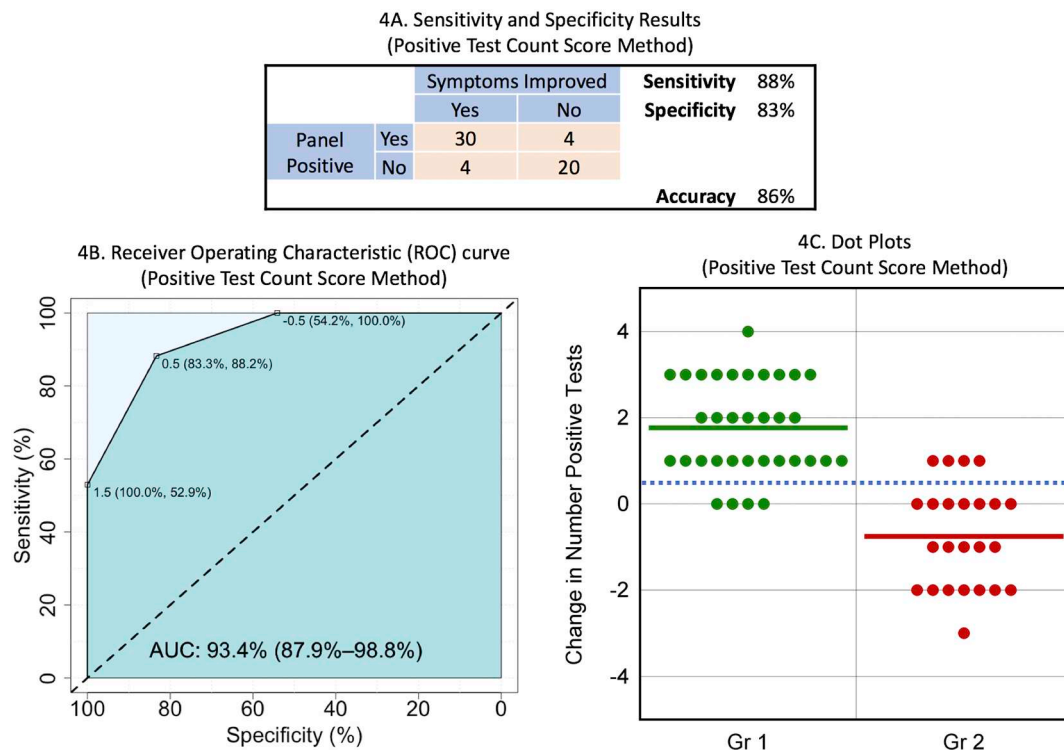 4A. Sensitivity and Specificity Results
(Positive Test Count Score Method)
Symptoms Improved
Sensitivity 88%
Yes No
Specificity 83%
Panel Positive
Yes 30 4
No 4 20
Accuracy 86%
4B. Receiver Operating Characteristic (ROC) curve
(Positive Test Count Score Method)
100
80
60
40
20
0
Sensitivity (%)
-0.5 (54.2%, 100.0%)
0.5 (83.3%, 88.2%)
1.5 (100.0%, 52.9%)
AUC: 93.4% (87.9%–98.8%)
100 80 60 40 20 0
Specificity (%)
4C. Dot Plots
(Positive Test Count Score Method)
Change in Number Positive Tests
4
2
0
-2
-4
Gr 1 Gr 2